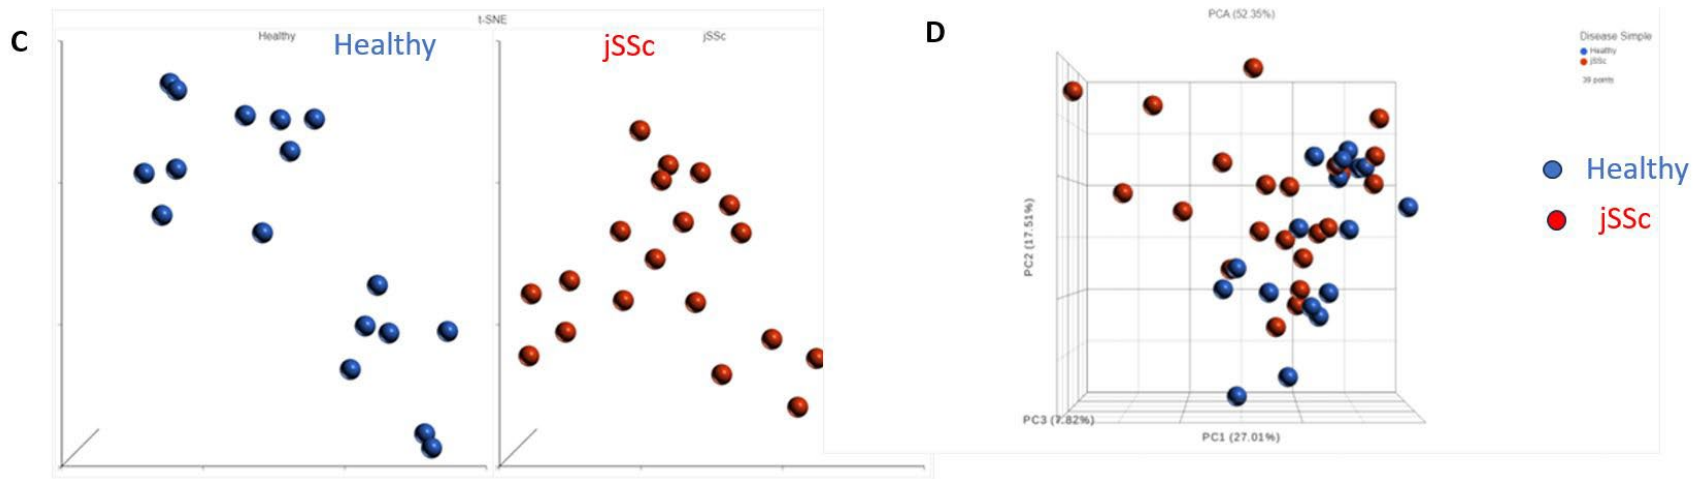 C
t-SNE
Healthy
Healthy
jSSc
jSSc
D
PCA (52.35%)
Disease Simple
Healthy
jSSc
39 points
Healthy
jSSc
PC2 (17.51%)
PC3 (7.82%)
PC1 (27.01%)